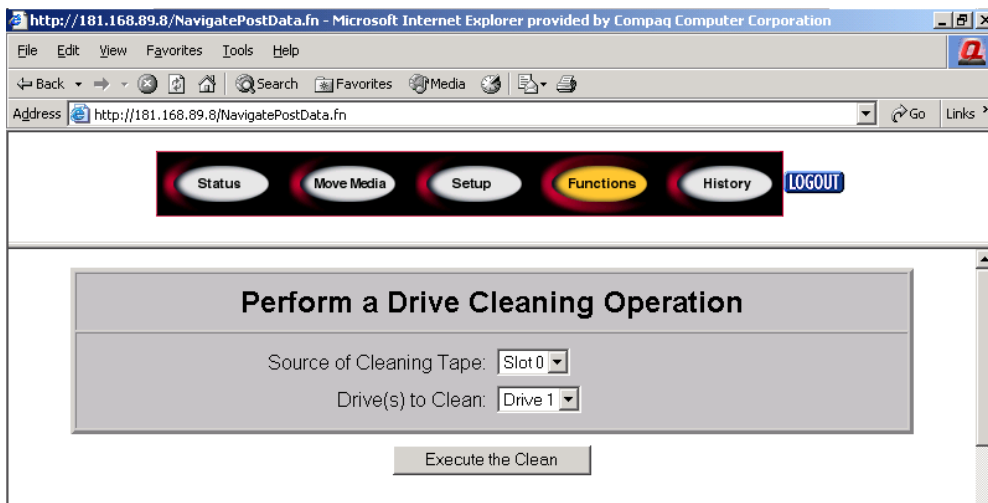 http://181.168.89.8/NavigatePostData.fn - Microsoft Internet Explorer provided by Compaq Computer Corporation
File Edit View Favorites Tools Help
Back Search Favorites Media
Address http://181.168.89.8/NavigatePostData.fn Go Links
Status Move Media Setup Functions History LOGOUT
Perform a Drive Cleaning Operation
Source of Cleaning Tape: Slot 0
Drive(s) to Clean: Drive 1
Execute the Clean